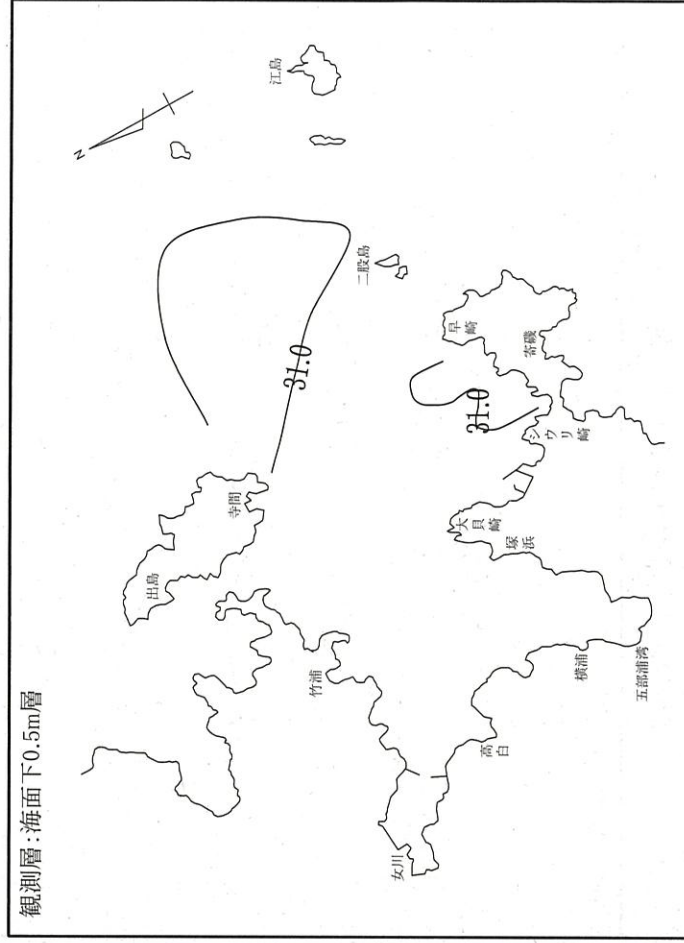 観測層:海面下0.5m層
N
江島
二股島
31.0
早崎
寄磯
31.0
シウリ崎
出島
寺間
大貝崎
塚浜
竹浦
横浦
五部浦湾
高白
女川